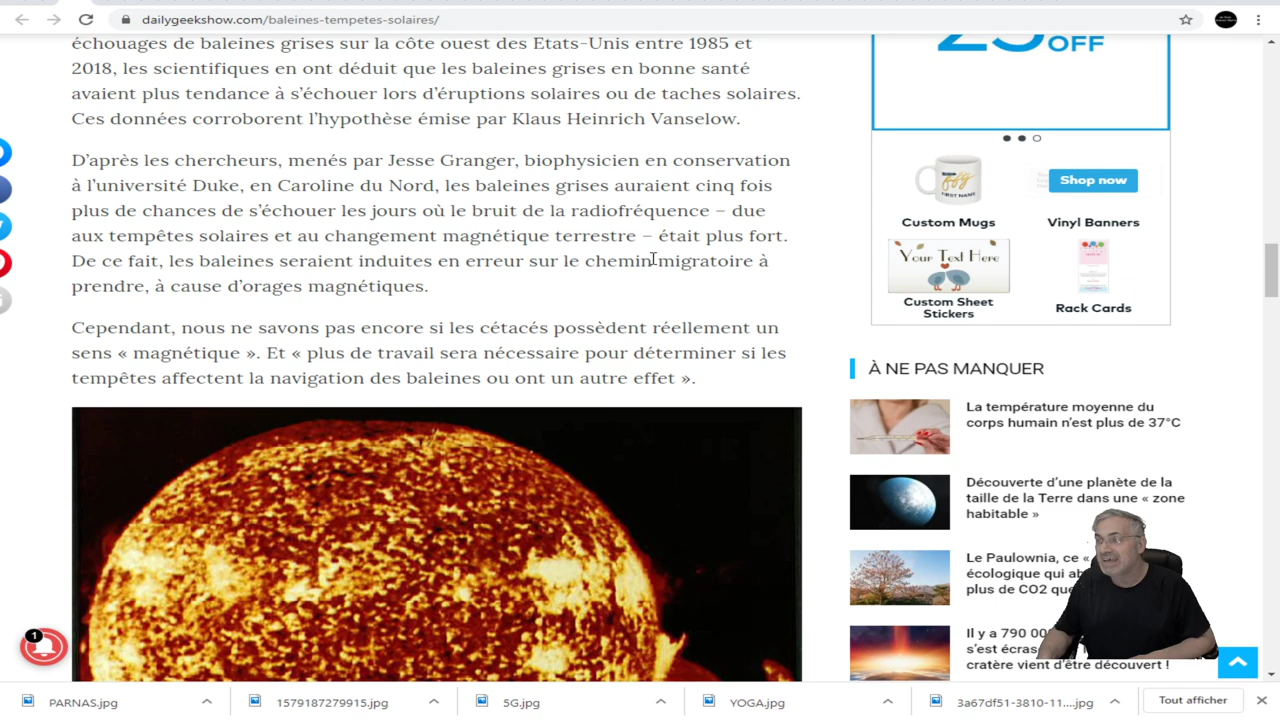 dailygeekshow.com/baleines-tempetes-solaires/
échouages de baleines grises sur la côte ouest des Etats-Unis entre 1985 et
2018, les scientifiques en ont déduit que les baleines grises en bonne santé
avaient plus tendance à s’échouer lors d’éruptions solaires ou de taches solaires.
Ces données corroborent l’hypothèse émise par Klaus Heinrich Vanselow.
D’après les chercheurs, menés par Jesse Granger, biophysicien en conservation
à l’université Duke, en Caroline du Nord, les baleines grises auraient cinq fois
plus de chances de s’échouer les jours où le bruit de la radiofréquence – due
aux tempêtes solaires et au changement magnétique terrestre – était plus fort.
De ce fait, les baleines seraient induites en erreur sur le chemin migratoire à
prendre, à cause d’orages magnétiques.
Cependant, nous ne savons pas encore si les cétacés possèdent réellement un
sens « magnétique ». Et « plus de travail sera nécessaire pour déterminer si les
tempêtes affectent la navigation des baleines ou ont un autre effet ».
OFF
FIRST NAME
Shop now
Custom Mugs
Vinyl Banners
Your Text Here
Custom Sheet
Stickers
Rack Cards
À NE PAS MANQUER
La température moyenne du
corps humain n’est plus de 37°C
Découverte d’une planète de la
taille de la Terre dans une « zone
habitable »
Le Paulownia, ce «
écologique qui
plus de CO2
Il y a 790
s’est
cratère vient d’être découvert !
1
PARNAS.jpg
1579187279915.jpg
5G.jpg
YOGA.jpg
3a67df51-3810-11....jpg
Tout afficher